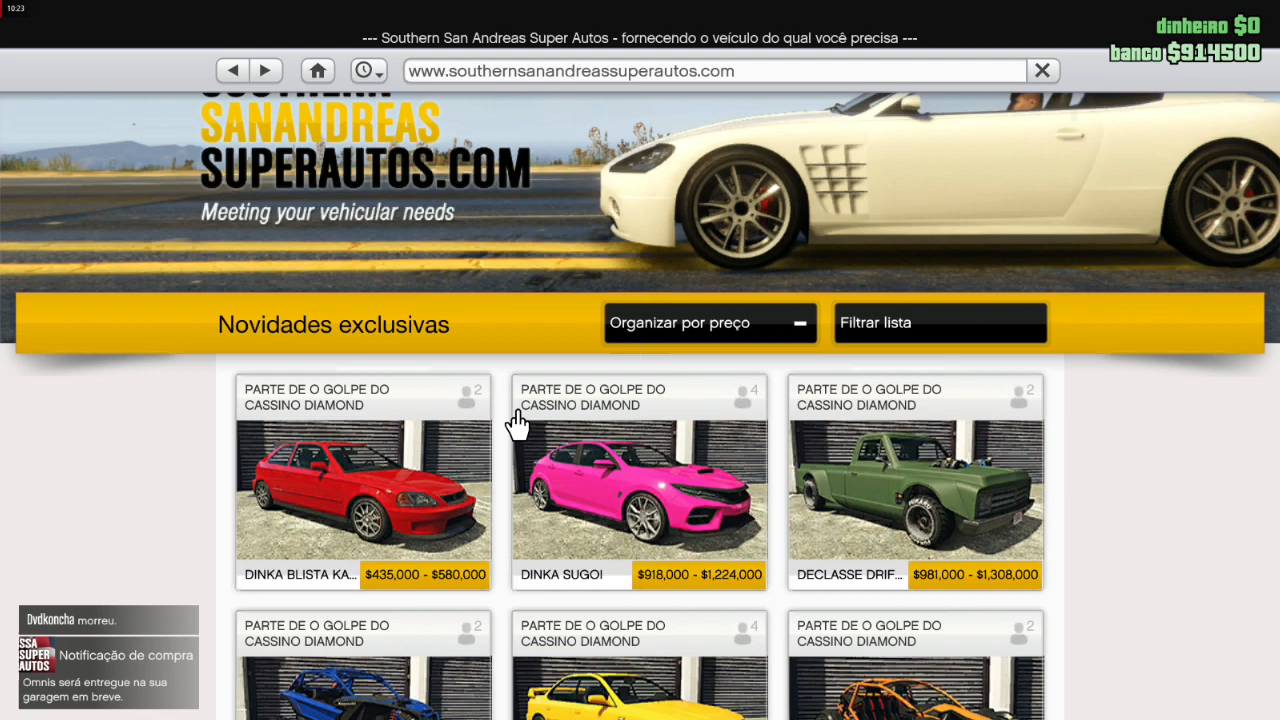 10:23
--- Southern San Andreas Super Autos - fornecendo o veículo do qual você precisa ---
dinheiro $0
banco $914500
www.southernsanandreassuperautos.com
SOUTHERN
SANANDREAS
SUPERAUTOS.COM
Meeting your vehicular needs
Novidades exclusivas
Organizar por preço
Filtrar lista
PARTE DE O GOLPE DO
CASSINO DIAMOND
2
DINKA BLISTA KA...
$435,000 - $580,000
PARTE DE O GOLPE DO
CASSINO DIAMOND
4
DINKA SUGOI
$918,000 - $1,224,000
PARTE DE O GOLPE DO
CASSINO DIAMOND
2
DECLASSE DRIF...
$981,000 - $1,308,000
PARTE DE O GOLPE DO
CASSINO DIAMOND
2
PARTE DE O GOLPE DO
CASSINO DIAMOND
4
PARTE DE O GOLPE DO
CASSINO DIAMOND
2
Dvdkoncha morreu.
SSA
SUPER
AUTOS
Notificação de compra
Omnis será entregue na sua
garagem em breve.